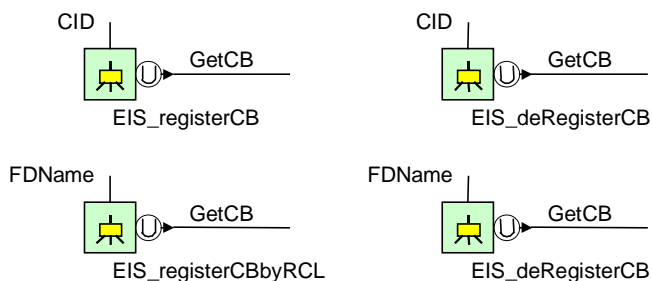 CID
GetCB
EIS_registerCB
CID
GetCB
EIS_deRegisterCB
FDName
GetCB
EIS_registerCBbyRCL
FDName
GetCB
EIS_deRegisterCB